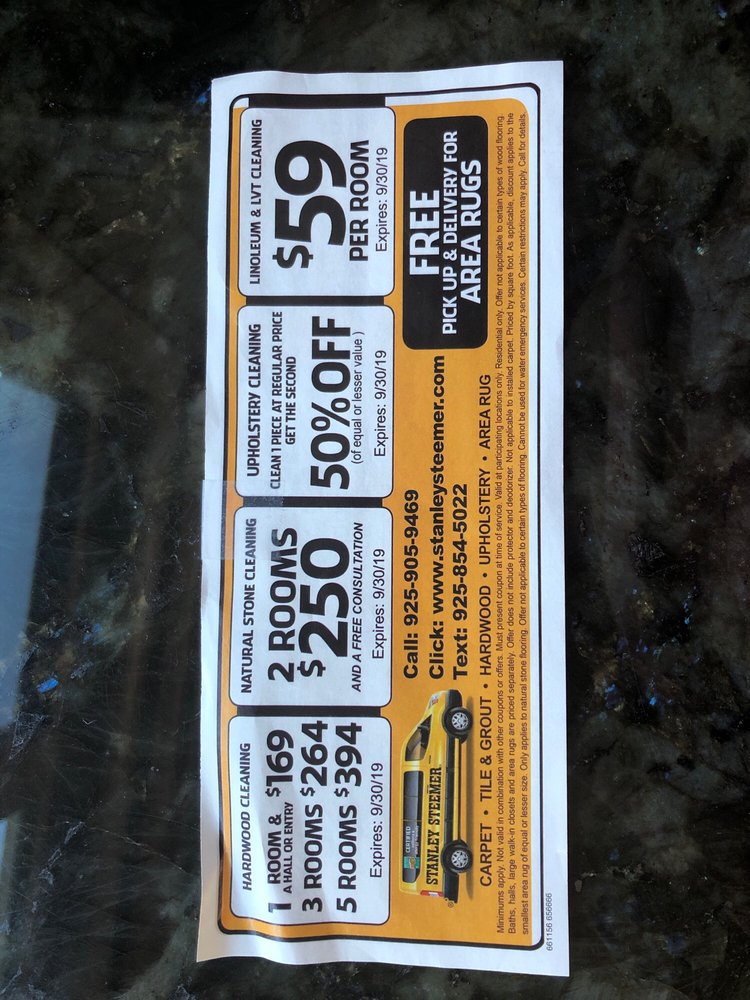 HARDWOOD CLEANING
1 ROOM & $169
A HALL OR ENTRY
3 ROOMS $264
5 ROOMS $394
Expires: 9/30/19
NATURAL STONE CLEANING
2 ROOMS
$250
AND A FREE CONSULTATION
Expires: 9/30/19
UPHOLSTERY CLEANING
CLEAN 1 PIECE AT REGULAR PRICE
GET THE SECOND
50% OFF
(of equal or lesser value )
Expires: 9/30/19
LINOLEUM & LVT CLEANING
$59
PER ROOM
Expires: 9/30/19
CERTIFIED
STANLEY STEEMER
Call: 925-905-9469
Click: www.stanleysteemer.com
Text: 925-854-5022
FREE
PICK UP & DELIVERY FOR
AREA RUGS
CARPET • TILE & GROUT • HARDWOOD • UPHOLSTERY • AREA RUG
Minimums apply. Not valid in combination with other coupons or offers. Must present coupon at time of service. Valid at participating locations only. Residential only. Offer not applicable to certain types of wood flooring.
Baths, halls, large walk-in closets and area rugs are priced separately. Offer does not include protector and deodorizer. Not applicable to installed carpet. Priced by square foot. As applicable, discount applies to the
smallest area rug of equal or lesser size. Only applies to natural stone flooring. Offer not applicable to certain types of flooring. Cannot be used for water emergency services. Certain restrictions may apply. Call for details.
661156 656666